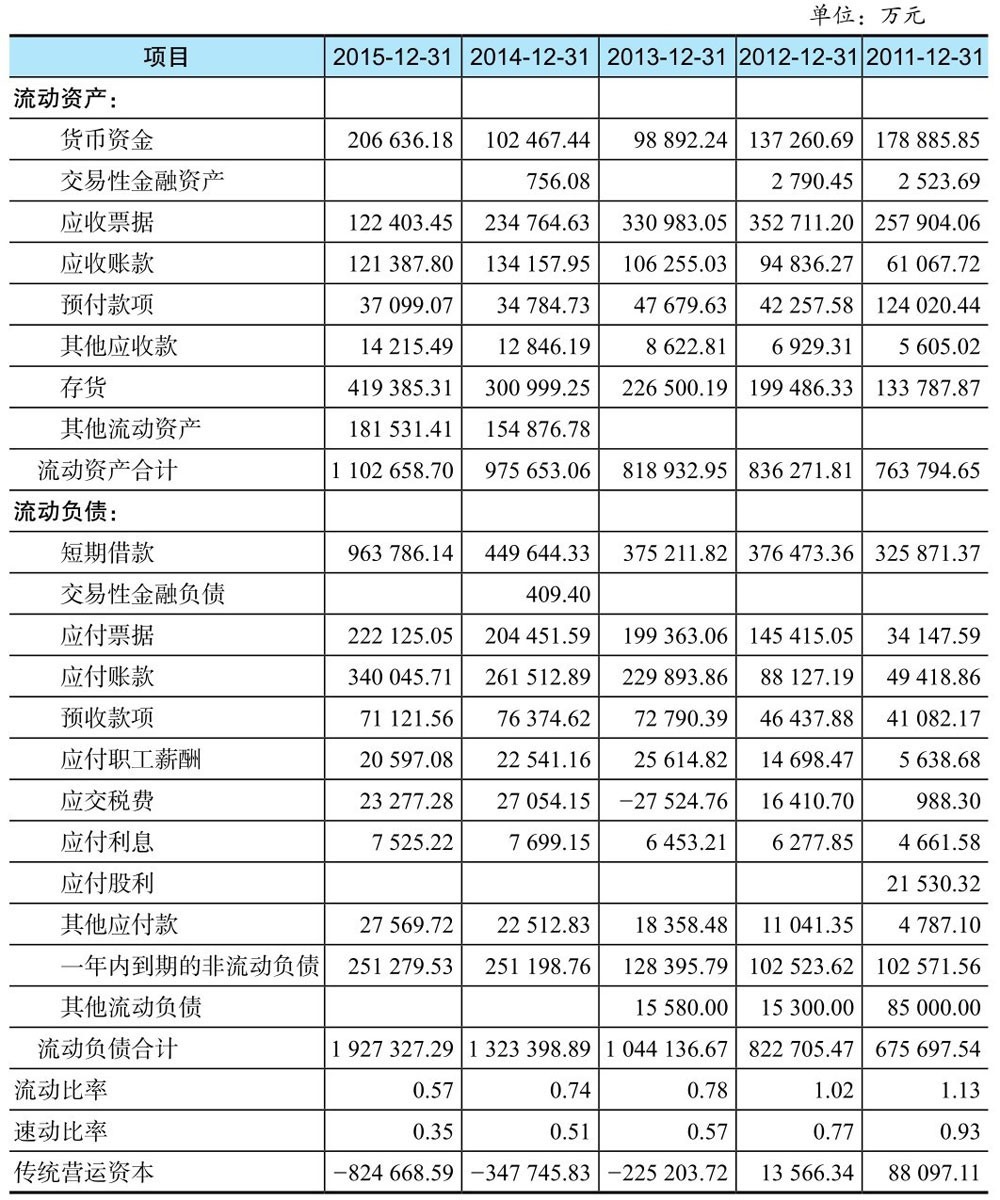 单位：万元
项目 2015-12-31 2014-12-31 2013-12-31 2012-12-31 2011-12-31
流动资产：
货币资金 206 636.18 102 467.44 98 892.24 137 260.69 178 885.85
交易性金融资产 756.08 2 790.45 2 523.69
应收票据 122 403.45 234 764.63 330 983.05 352 711.20 257 904.06
应收账款 121 387.80 134 157.95 106 255.03 94 836.27 61 067.72
预付款项 37 099.07 34 784.73 47 679.63 42 257.58 124 020.44
其他应收款 14 215.49 12 846.19 8 622.81 6 929.31 5 605.02
存货 419 385.31 300 999.25 226 500.19 199 486.33 133 787.87
其他流动资产 181 531.41 154 876.78
流动资产合计 1 102 658.70 975 653.06 818 932.95 836 271.81 763 794.65
流动负债：
短期借款 963 786.14 449 644.33 375 211.82 376 473.36 325 871.37
交易性金融负债 409.40
应付票据 222 125.05 204 451.59 199 363.06 145 415.05 34 147.59
应付账款 340 045.71 261 512.89 229 893.86 88 127.19 49 418.86
预收款项 71 121.56 76 374.62 72 790.39 46 437.88 41 082.17
应付职工薪酬 20 597.08 22 541.16 25 614.82 14 698.47 5 638.68
应交税费 23 277.28 27 054.15 −27 524.76 16 410.70 988.30
应付利息 7 525.22 7 699.15 6 453.21 6 277.85 4 661.58
应付股利 21 530.32
其他应付款 27 569.72 22 512.83 18 358.48 11 041.35 4 787.10
一年内到期的非流动负债 251 279.53 251 198.76 128 395.79 102 523.62 102 571.56
其他流动负债 15 580.00 15 300.00 85 000.00
流动负债合计 1 927 327.29 1 323 398.89 1 044 136.67 822 705.47 675 697.54
流动比率 0.57 0.74 0.78 1.02 1.13
速动比率 0.35 0.51 0.57 0.77 0.93
传统营运资本 −824 668.59 −347 745.83 −225 203.72 13 566.34 88 097.11